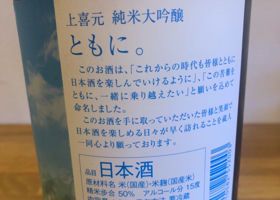 上喜元 純米大吟醸
ともに。
このお酒は、「これからの時代も皆様とともに
日本酒を楽しんでいけるように」、「この苦難を
ともに、一緒に乗り越えたい」と願いを込めて
命名しました。
このお酒を手に取っていただいた皆様と笑顔で
日本酒を楽しめる日々が早く訪れることを蔵人
一同心より願っております。
品目 日本酒
原材料名 米(国産)・米麹(国産米)
精米歩合 50% アルコール分 15度